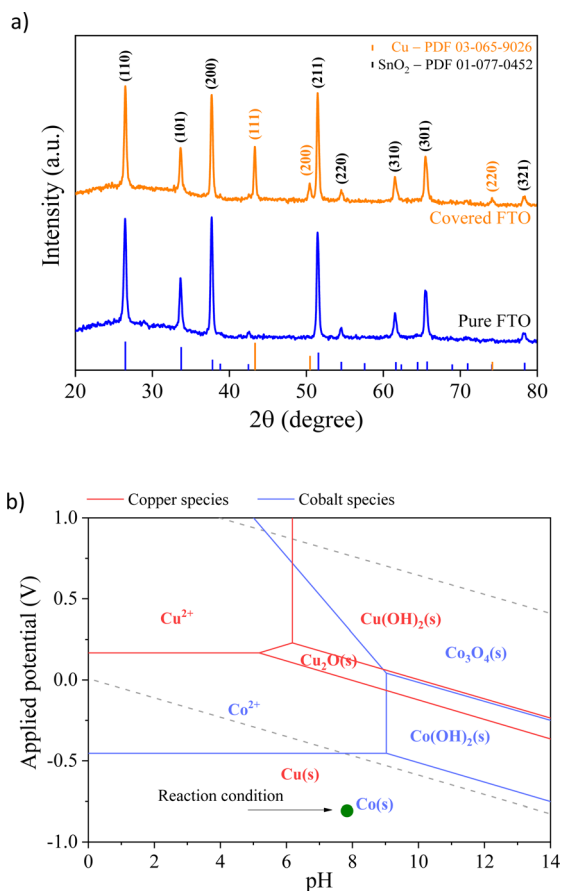 a)
Cu – PDF 03-065-9026
SnO2 – PDF 01-077-0452
(110)
(101)
(200)
(111)
(200)
(211)
(220)
(310)
(301)
(220)
(321)
Covered FTO
Pure FTO
Intensity (a.u.)
20 30 40 50 60 70 80
2θ (degree)
b)
Copper species Cobalt species
1.0
0.5
0.0
-0.5
-1.0
Applied potential (V)
Cu2+
Cu(OH)2(s)
Co3O4(s)
Cu2O(s)
Co2+
Co(OH)2(s)
Cu(s)
Reaction condition
Co(s)
0 2 4 6 8 10 12 14
pH